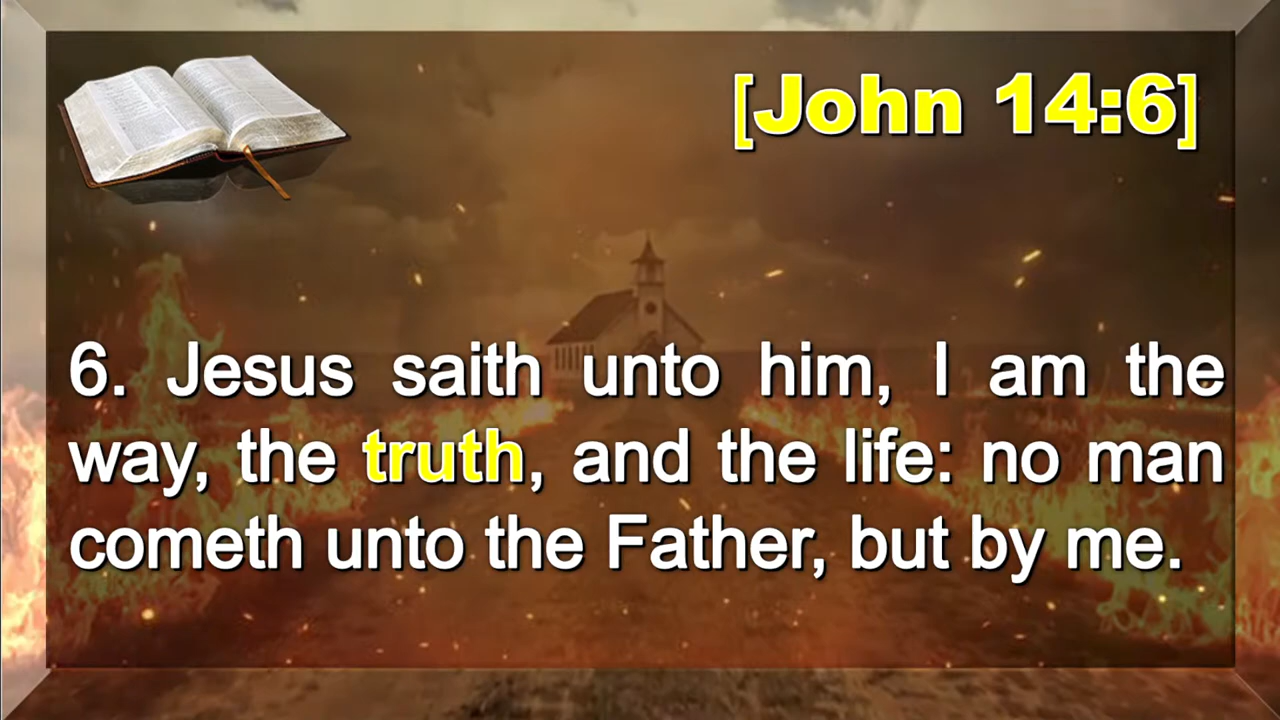 [John 14:6]
6. Jesus saith unto him, I am the
way, the truth, and the life: no man
cometh unto the Father, but by me.